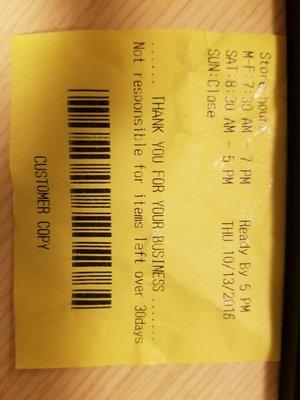 Store hours
M-F:7:30 AM - 7 PM Ready By 5 PM
SAT:8:30 AM - 5 PM THU 10/13/2016
SUN:Close
...... THANK YOU FOR YOUR BUSINESS .......
Not responsible for items left over 30days
CUSTOMER COPY